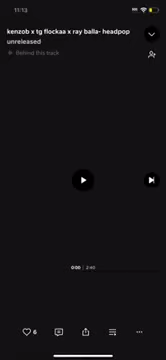 11:13
kenzob x tg flockaa x ray balla- headpop
unreleased
Behind this track
0:00 | 2:40
6